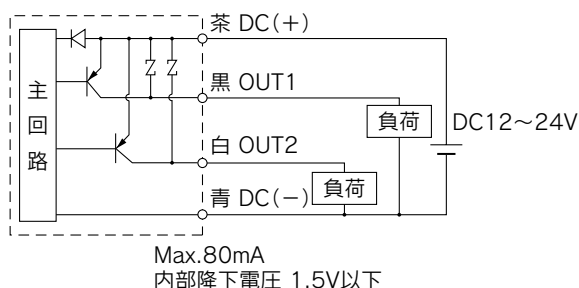 茶 DC(+)
黒 OUT1
主回路
負荷
DC12～24V
白 OUT2
負荷
青 DC(−)
Max.80mA
内部降下電圧 1.5V以下